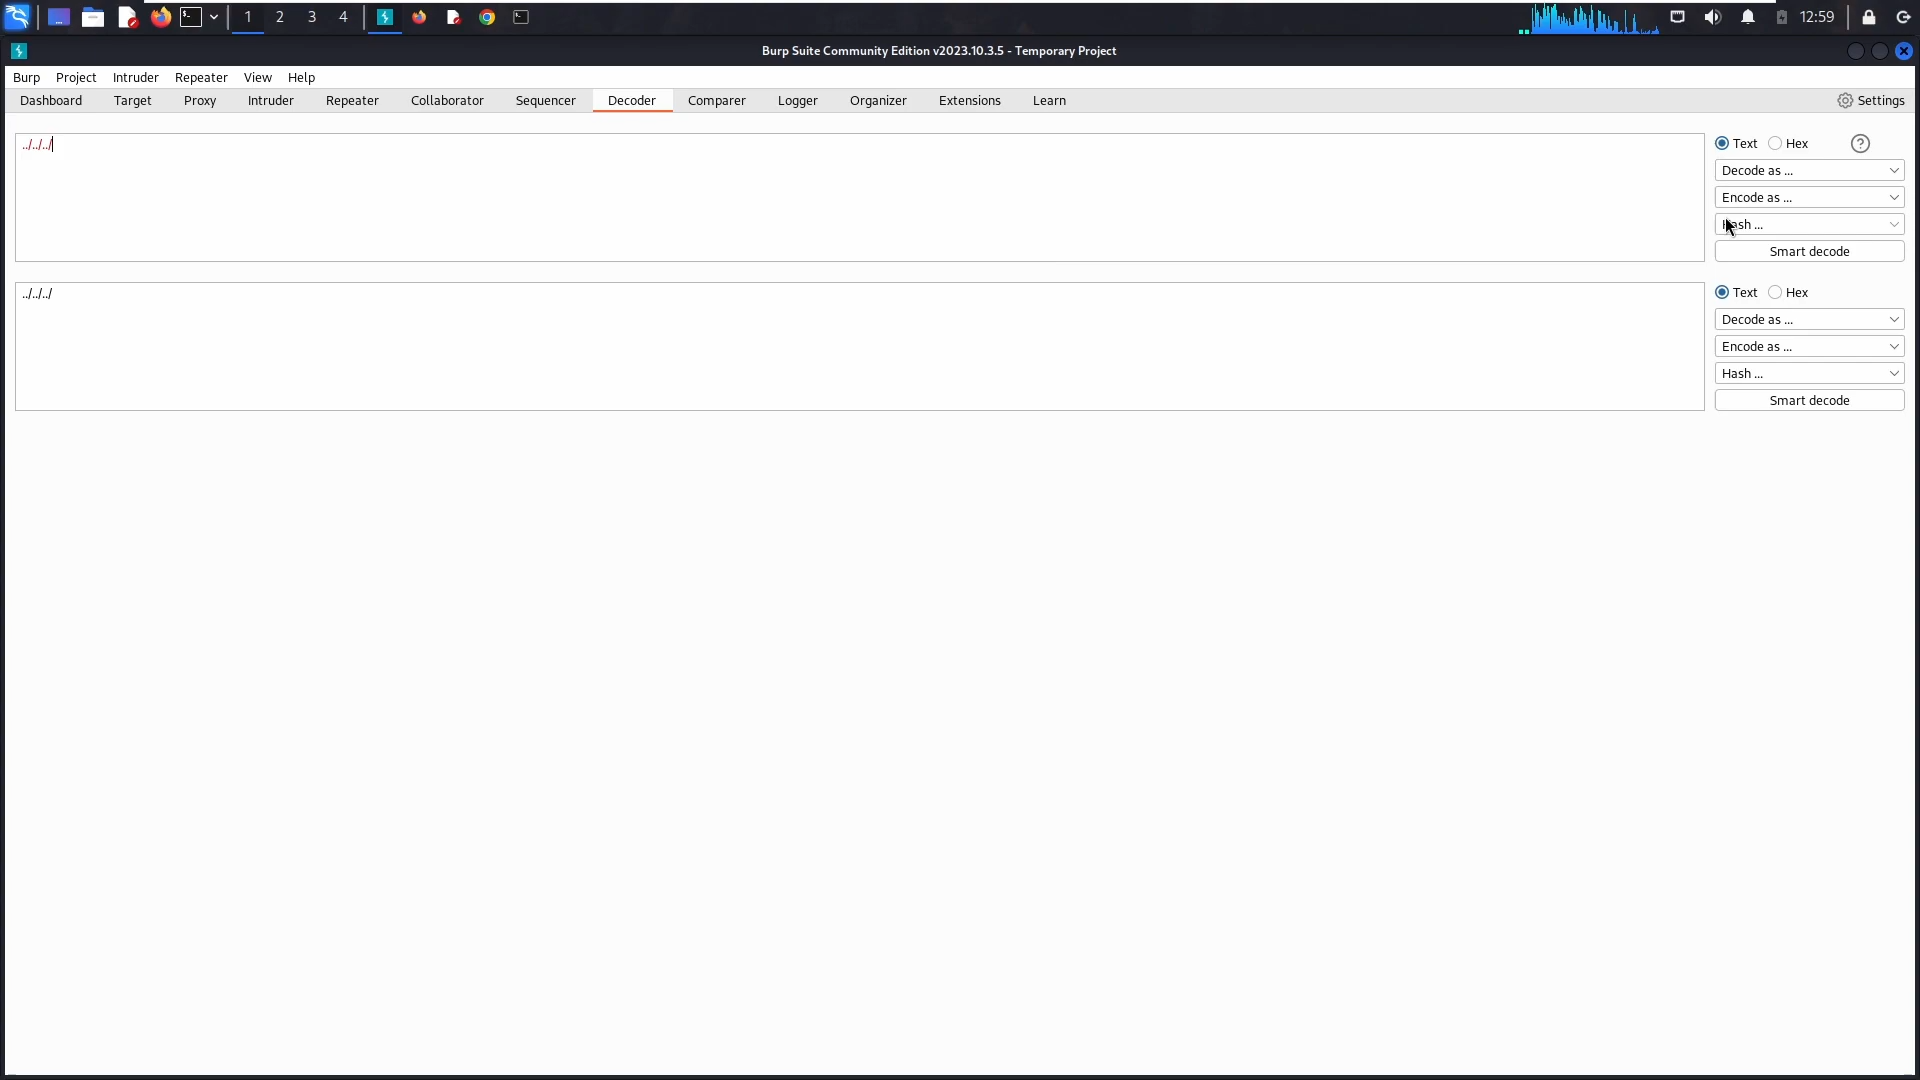 1 2 3 4 12:59
Burp Suite Community Edition v2023.10.3.5 - Temporary Project
Burp Project Intruder Repeater View Help
Dashboard Target Proxy Intruder Repeater Collaborator Sequencer Decoder Comparer Logger Organizer Extensions Learn Settings
../../../
Text Hex ?
Decode as ...
Encode as ...
Hash ...
Smart decode
../../../
Text Hex
Decode as ...
Encode as ...
Hash ...
Smart decode